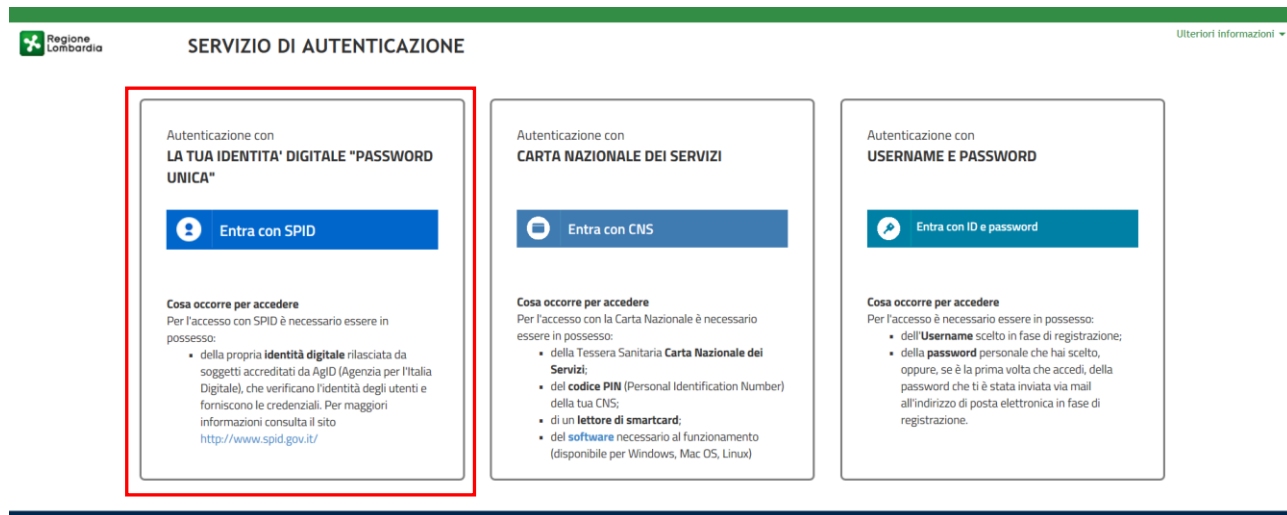 Regione
Lombardia
SERVIZIO DI AUTENTICAZIONE
Ulteriori informazioni
Autenticazione con
LA TUA IDENTITA' DIGITALE "PASSWORD
UNICA"
Entra con SPID
Cosa occorre per accedere
Per l'accesso con SPID è necessario essere in
possesso:
▪ della propria identità digitale rilasciata da
soggetti accreditati da AgID (Agenzia per l'Italia
Digitale), che verificano l'identità degli utenti e
forniscono le credenziali. Per maggiori
informazioni consulta il sito
http://www.spid.gov.it/
Autenticazione con
CARTA NAZIONALE DEI SERVIZI
Entra con CNS
Cosa occorre per accedere
Per l'accesso con la Carta Nazionale è necessario
essere in possesso:
▪ della Tessera Sanitaria Carta Nazionale dei
Servizi;
▪ del codice PIN (Personal Identification Number)
della tua CNS;
▪ di un lettore di smartcard;
▪ del software necessario al funzionamento
(disponibile per Windows, Mac OS, Linux)
Autenticazione con
USERNAME E PASSWORD
Entra con ID e password
Cosa occorre per accedere
Per l'accesso è necessario essere in possesso:
▪ dell'Username scelto in fase di registrazione;
▪ della password personale che hai scelto,
oppure, se è la prima volta che accedi, della
password che ti è stata inviata via mail
all'indirizzo di posta elettronica in fase di
registrazione.